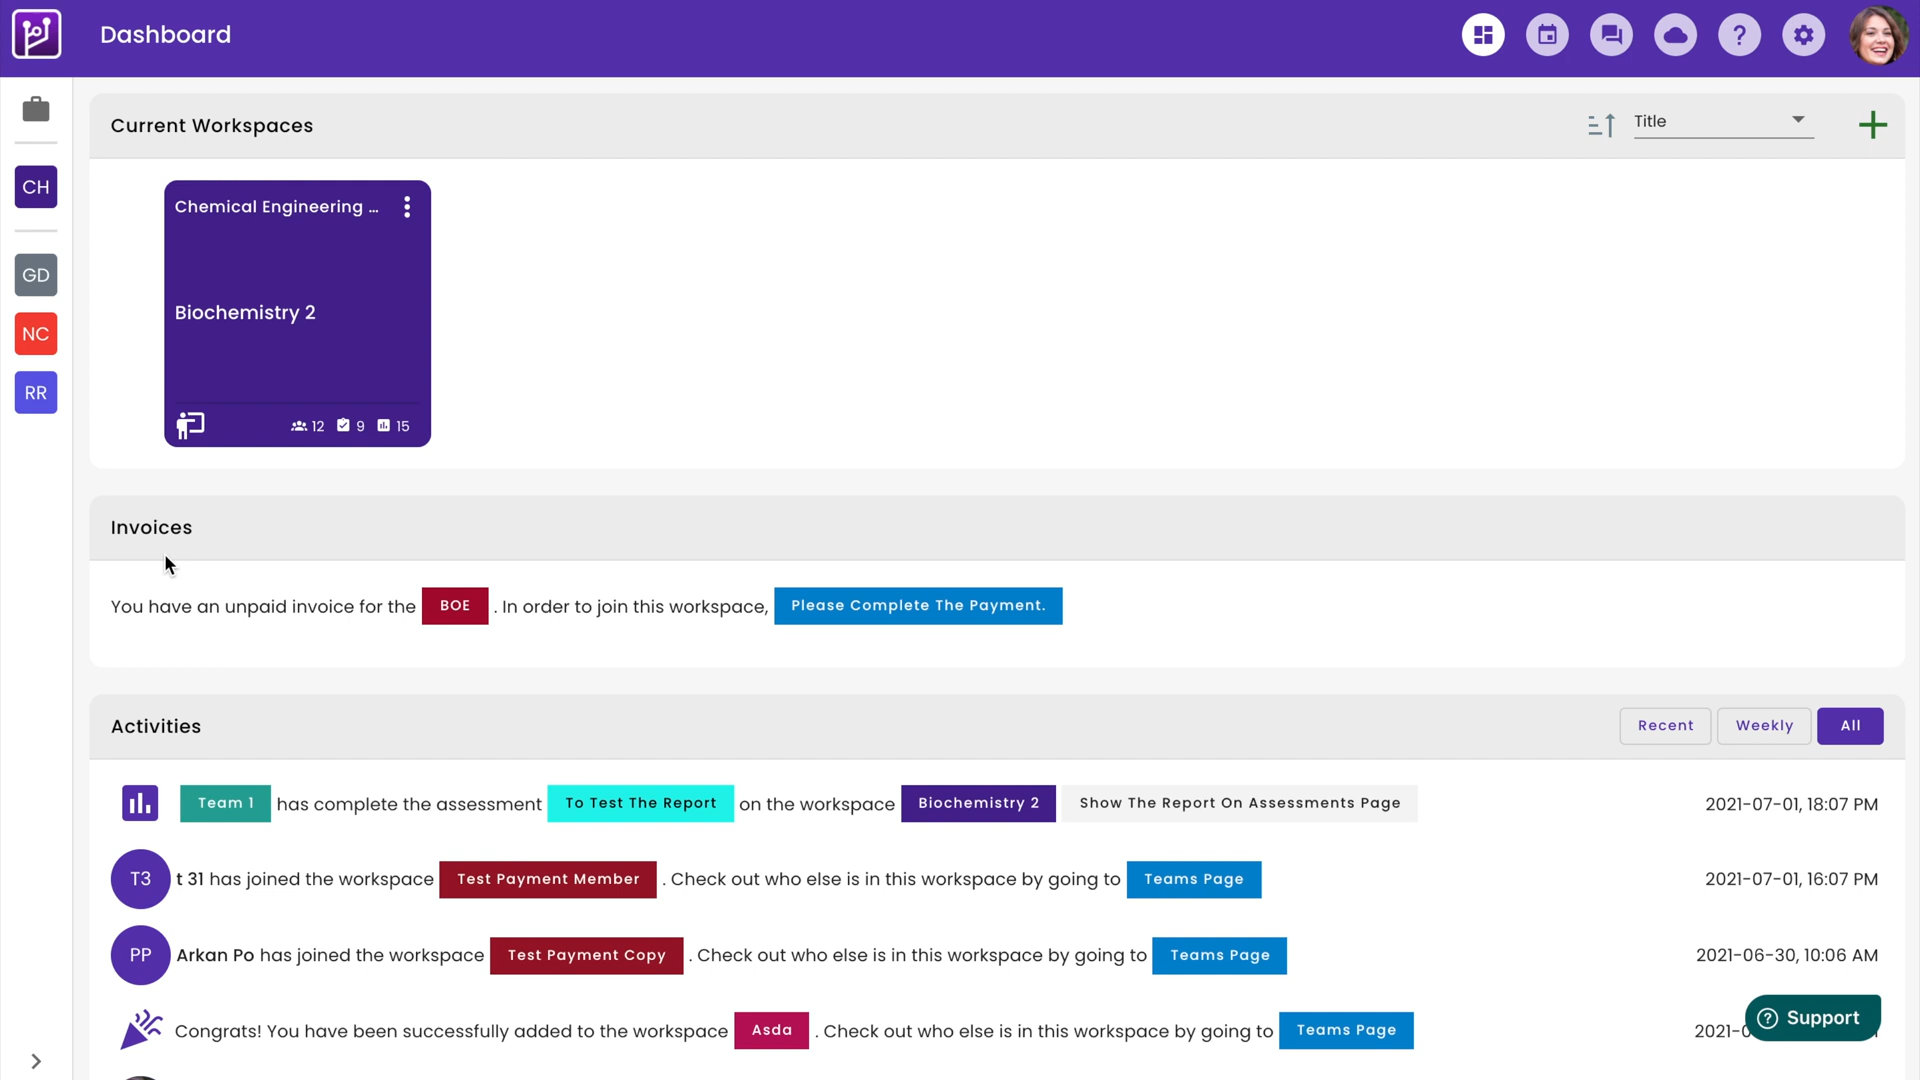 Dashboard
Current Workspaces
Title
CH
GD
NC
RR
Chemical Engineering ...
Biochemistry 2
12 9 15
Invoices
You have an unpaid invoice for the BOE . In order to join this workspace, Please Complete The Payment.
Activities
Recent Weekly All
Team 1 has complete the assessment To Test The Report on the workspace Biochemistry 2 Show The Report On Assessments Page 2021-07-01, 18:07 PM
T3 t 31 has joined the workspace Test Payment Member . Check out who else is in this workspace by going to Teams Page 2021-07-01, 16:07 PM
PP Arkan Po has joined the workspace Test Payment Copy . Check out who else is in this workspace by going to Teams Page 2021-06-30, 10:06 AM
Congrats! You have been successfully added to the workspace Asda . Check out who else is in this workspace by going to Teams Page
Support